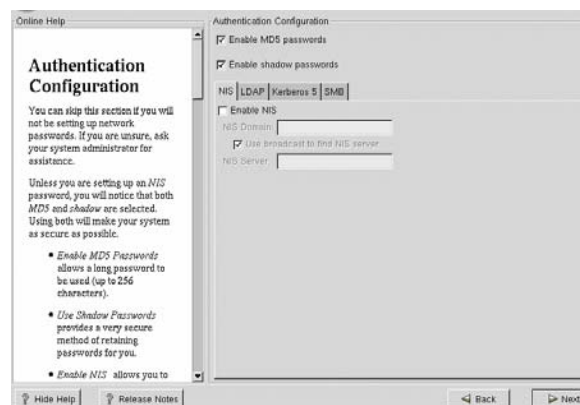 Online Help
Authentication
Configuration
You can skip this section if you will
not be setting up network
passwords. If you are unsure, ask
your system administrator for
assistance.
Unless you are setting up an NIS
password, you will notice that both
MD5 and shadow are selected.
Using both will make your system
as secure as possible.
• Enable MD5 Passwords
allows a long password to
be used (up to 256
characters).
• Use Shadow Passwords
provides a very secure
method of retaining
passwords for you.
• Enable NIS allows you to
Authentication Configuration
Enable MD5 passwords
Enable shadow passwords
NIS LDAP Kerberos 5 SMB
Enable NIS
NIS Domain:
Use broadcast to find NIS server
NIS Server:
Hide Help
Release Notes
Back
Next